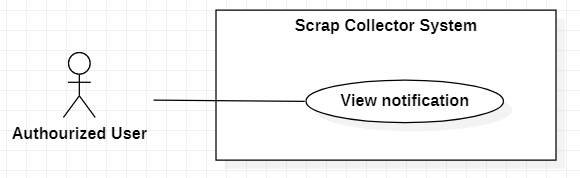 Scrap Collector System
View notification
Authourized User